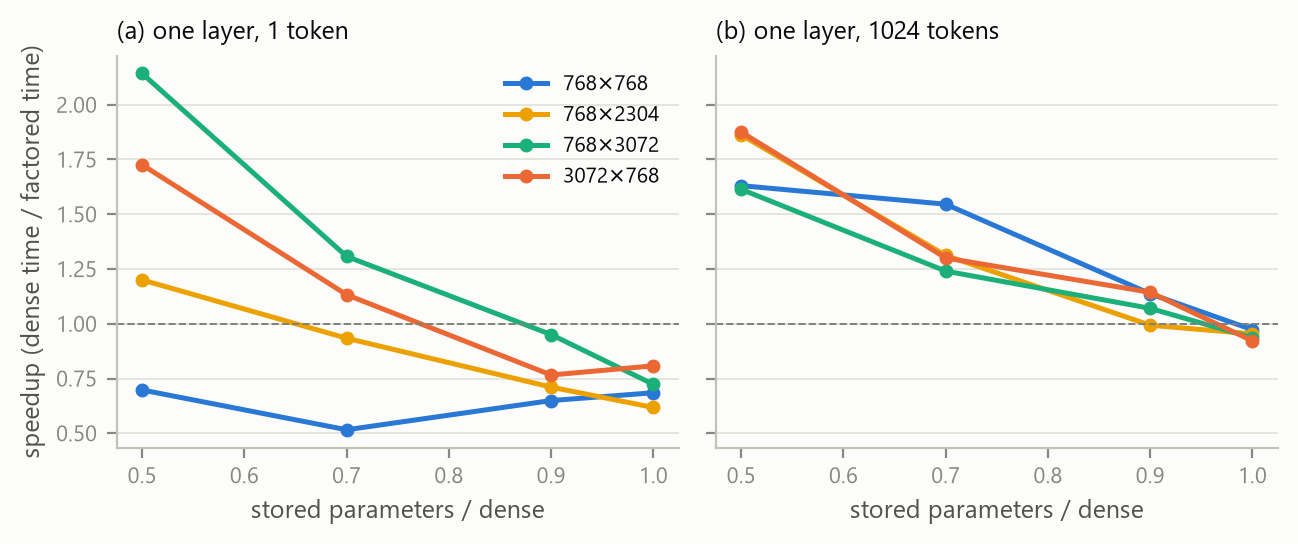 (a) one layer, 1 token
(b) one layer, 1024 tokens
speedup (dense time / factored time)
2.00
1.75
1.50
1.25
1.00
0.75
0.50
768×768
768×2304
768×3072
3072×768
0.5 0.6 0.7 0.8 0.9 1.0
0.5 0.6 0.7 0.8 0.9 1.0
stored parameters / dense
stored parameters / dense